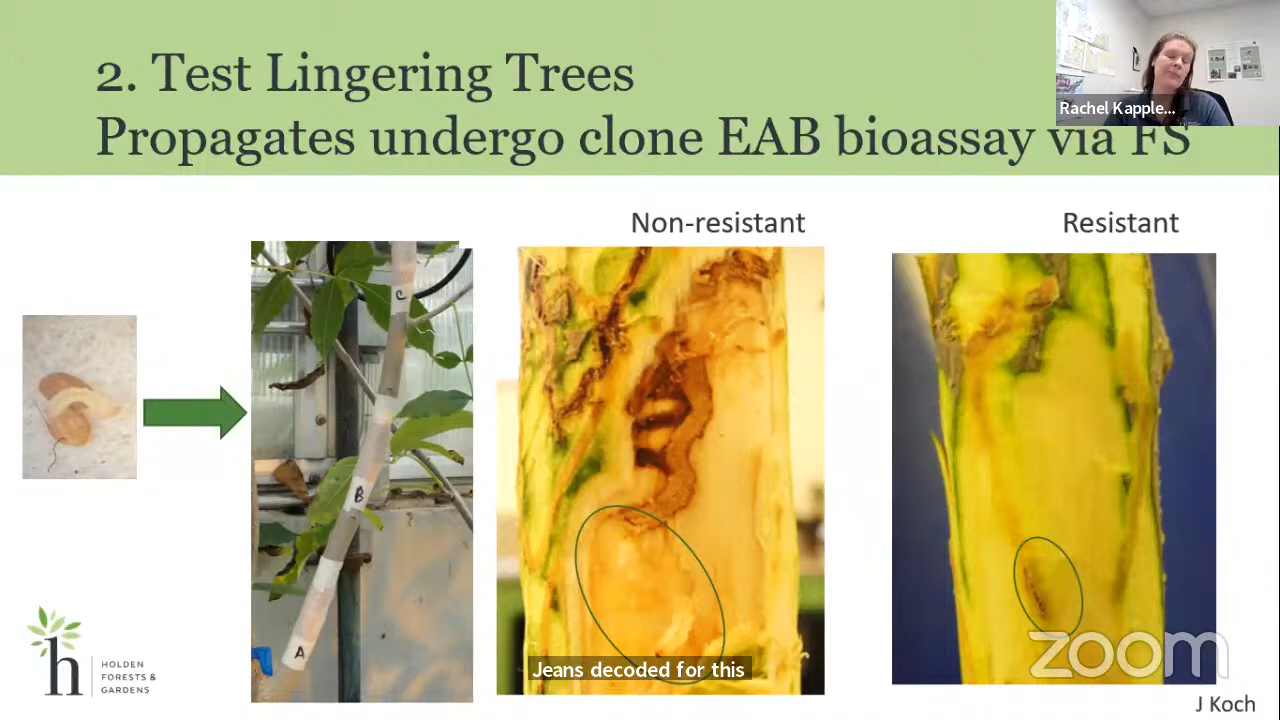 2. Test Lingering Trees
Rachel Kapple...
Propagates undergo clone EAB bioassay via FS
Non-resistant
Resistant
C
B
A
HOLDEN
FORESTS &
GARDENS
Jeans decoded for this
zoom
J Koch